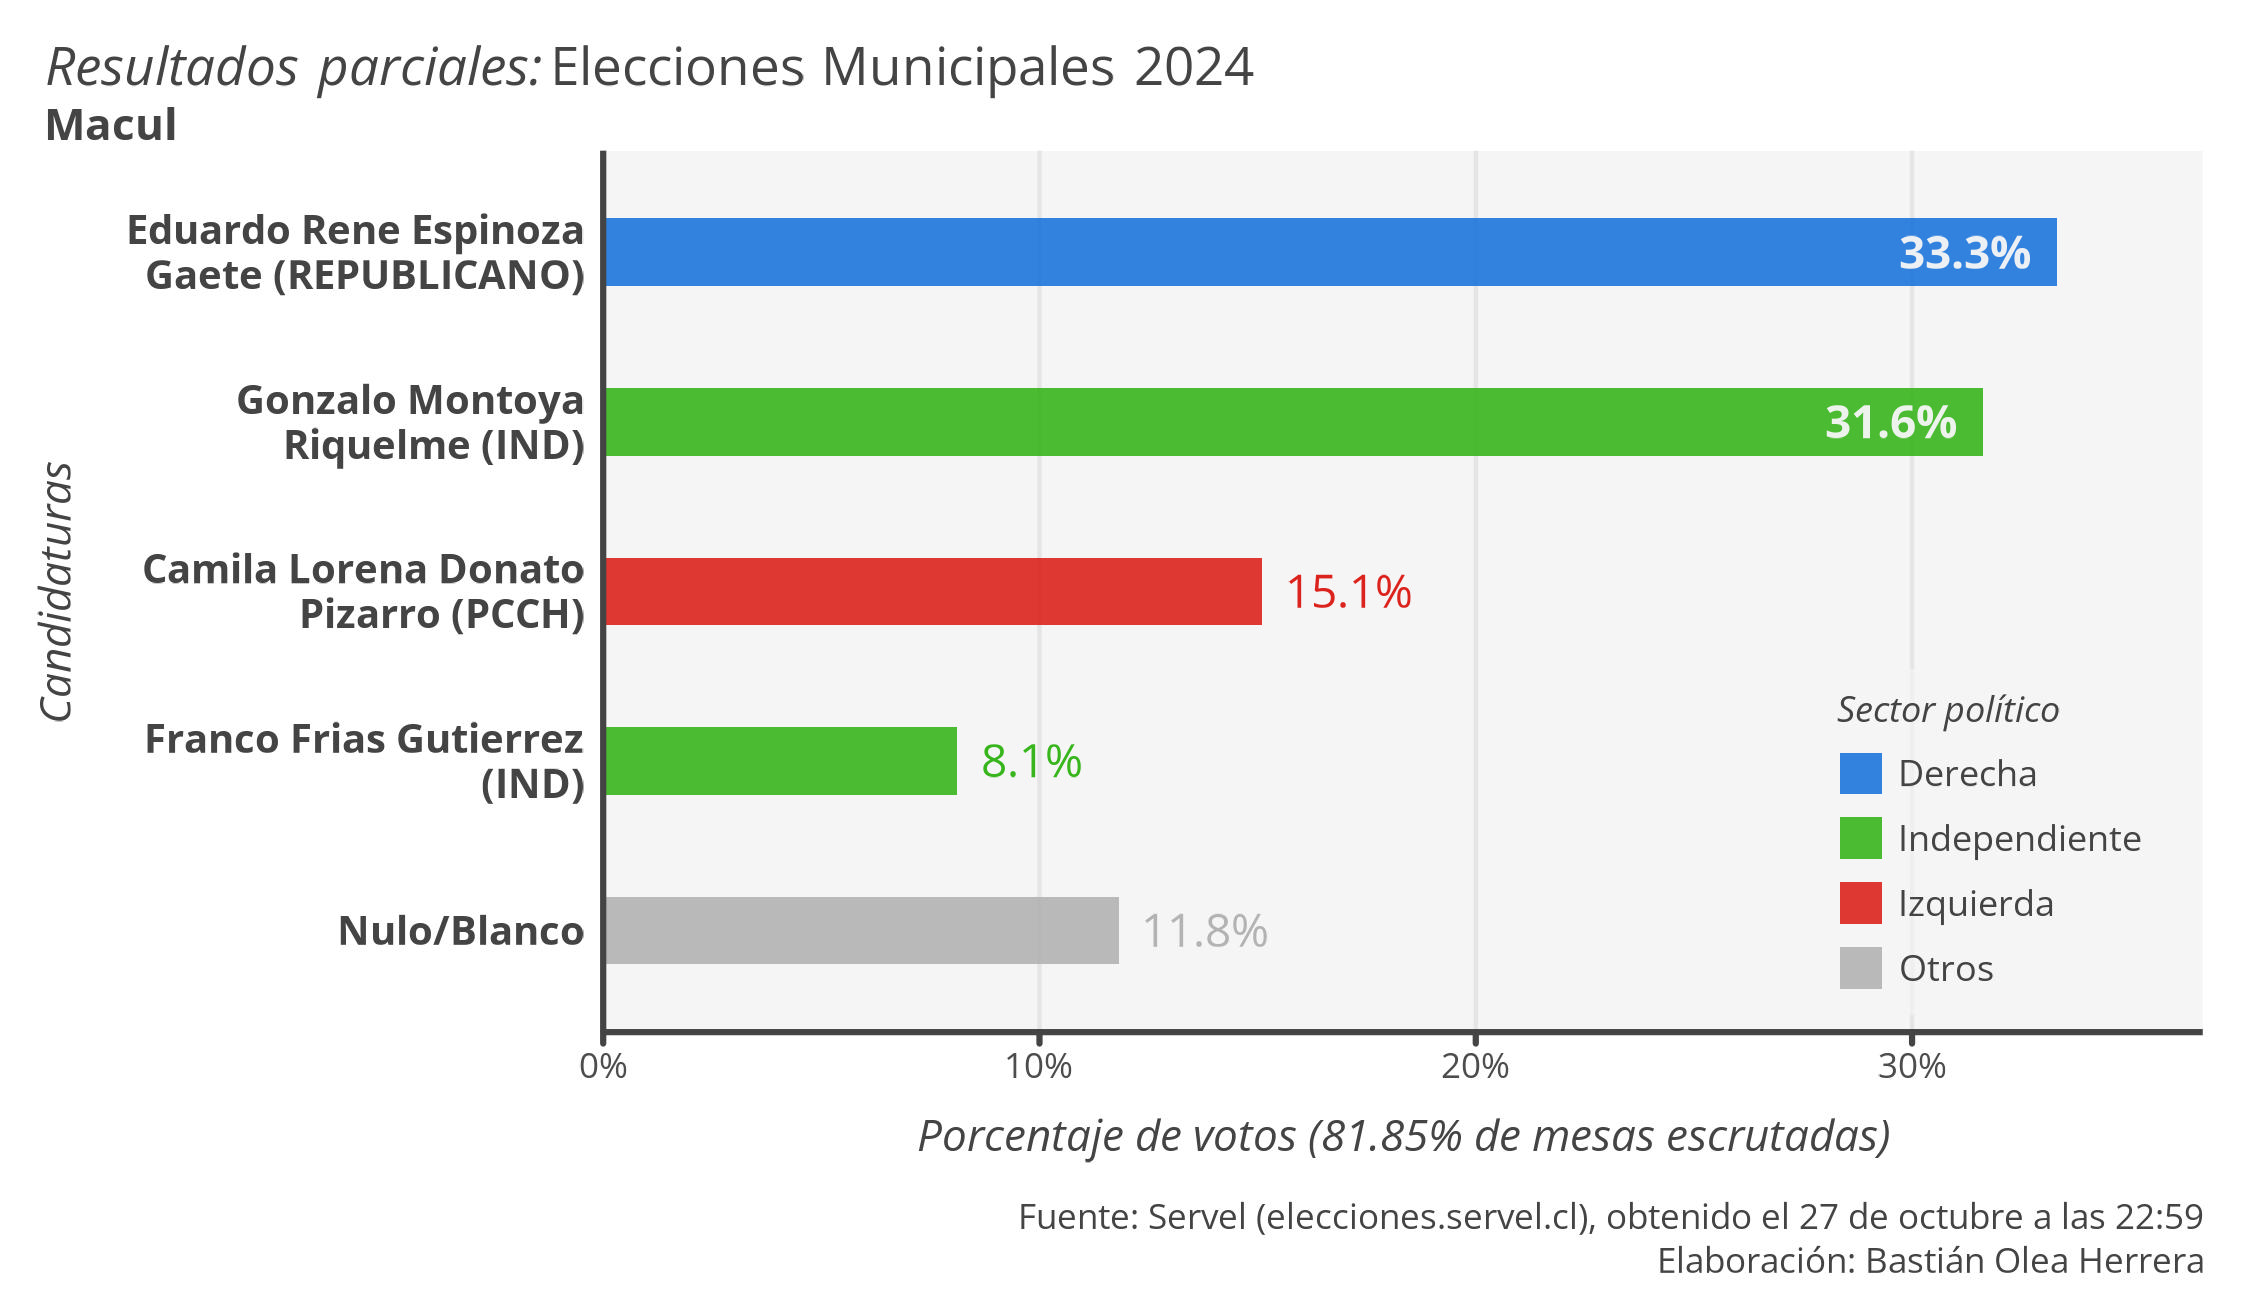 Resultados parciales: Elecciones Municipales 2024
Macul
Candidaturas
Eduardo Rene Espinoza
Gaete (REPUBLICANO)
33.3%
Gonzalo Montoya
Riquelme (IND)
31.6%
Camila Lorena Donato
Pizarro (PCCH)
15.1%
Franco Frias Gutierrez
(IND)
8.1%
Nulo/Blanco
11.8%
Sector político
Derecha
Independiente
Izquierda
Otros
0%
10%
20%
30%
Porcentaje de votos (81.85% de mesas escrutadas)
Fuente: Servel (elecciones.servel.cl), obtenido el 27 de octubre a las 22:59
Elaboración: Bastián Olea Herrera